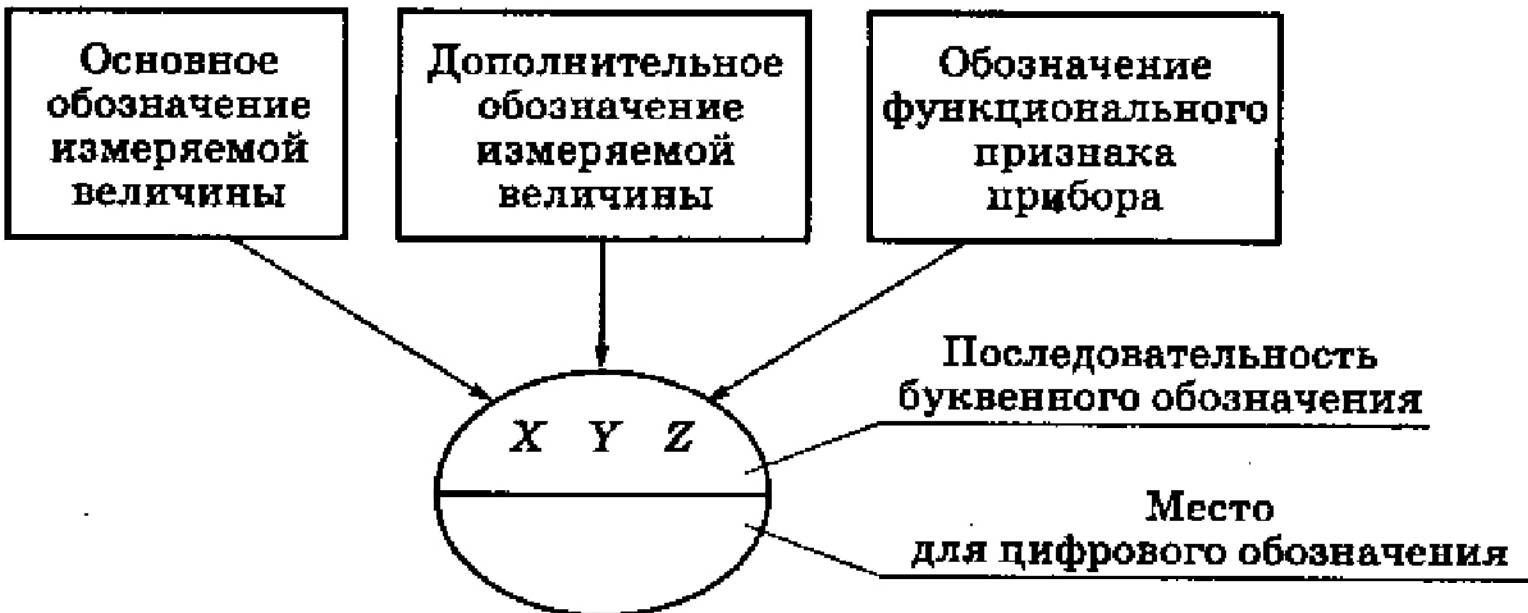 Основное
обозначение
измеряемой
величины
Дополнительное
обозначение
измеряемой
величины
Обозначение
функционального
признака
прибора
X Y Z
Последовательность
буквенного обозначения
Место
для цифрового обозначения